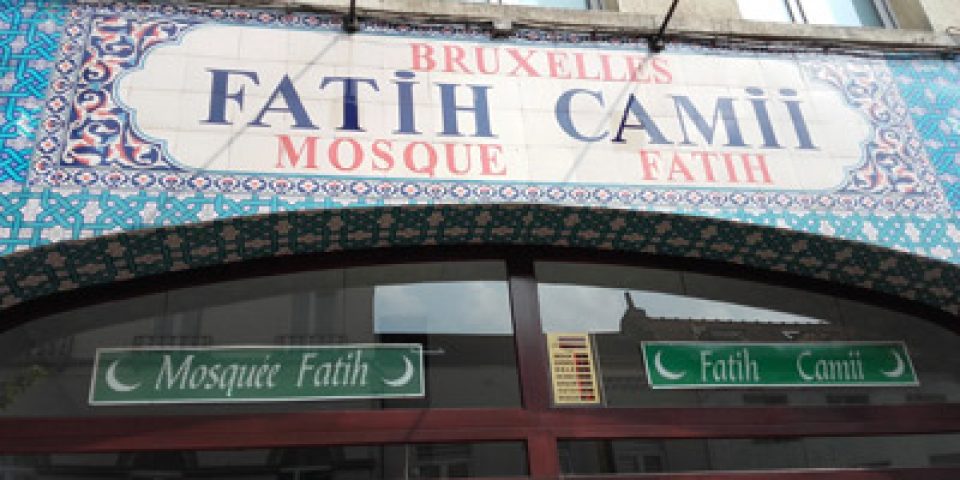 BRUXELLES
FATİH CAMİİ
MOSQUE FATIH
Mosquée Fatih
Fatih Camii